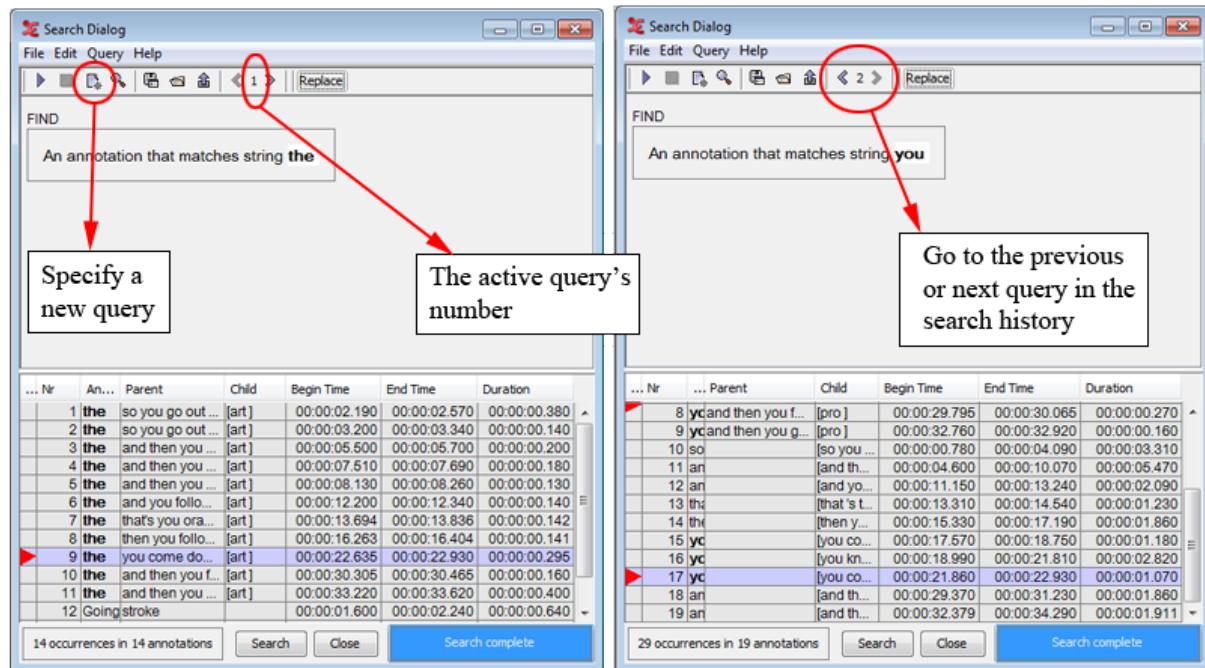 Search Dialog
File Edit Query Help
1
Replace
FIND
An annotation that matches string the
Specify a
new query
The active query's
number
... Nr An... Parent Child Begin Time End Time Duration
1 the so you go out ... [art] 00:00:02.190 00:00:02.570 00:00:00.380
2 the so you go out ... [art] 00:00:03.200 00:00:03.340 00:00:00.140
3 the and then you ... [art] 00:00:05.500 00:00:05.700 00:00:00.200
4 the and then you ... [art] 00:00:07.510 00:00:07.690 00:00:00.180
5 the and then you ... [art] 00:00:08.130 00:00:08.260 00:00:00.130
6 the and you follo... [art] 00:00:12.200 00:00:12.340 00:00:00.140
7 the that's you ora... [art] 00:00:13.694 00:00:13.836 00:00:00.142
8 the then you follo... [art] 00:00:16.263 00:00:16.404 00:00:00.141
9 the you come do... [art] 00:00:22.635 00:00:22.930 00:00:00.295
10 the and then you f... [art] 00:00:30.305 00:00:30.465 00:00:00.160
11 the and then you ... [art] 00:00:33.220 00:00:33.620 00:00:00.400
12 Going stroke 00:00:01.600 00:00:02.240 00:00:00.640
14 occurrences in 14 annotations Search Close Search complete
Search Dialog
File Edit Query Help
2
Replace
FIND
An annotation that matches string you
Go to the previous
or next query in the
search history
... Nr ... Parent Child Begin Time End Time Duration
8 yo and then you f... [pro] 00:00:29.795 00:00:30.065 00:00:00.270
9 yo and then you g... [pro] 00:00:32.760 00:00:32.920 00:00:00.160
10 so [so you ... 00:00:00.780 00:00:04.090 00:00:03.310
11 an [and th... 00:00:04.600 00:00:10.070 00:00:05.470
12 an [and yo... 00:00:11.150 00:00:13.240 00:00:02.090
13 tha [that 's t... 00:00:13.310 00:00:14.540 00:00:01.230
14 the [then y... 00:00:15.330 00:00:17.190 00:00:01.860
15 yo [you co... 00:00:17.570 00:00:18.750 00:00:01.180
16 yo [you kn... 00:00:18.990 00:00:21.810 00:00:02.820
17 yo [you co... 00:00:21.860 00:00:22.930 00:00:01.070
18 an [and th... 00:00:29.370 00:00:31.230 00:00:01.860
19 an [and th... 00:00:32.379 00:00:34.290 00:00:01.911
29 occurrences in 19 annotations Search Close Search complete